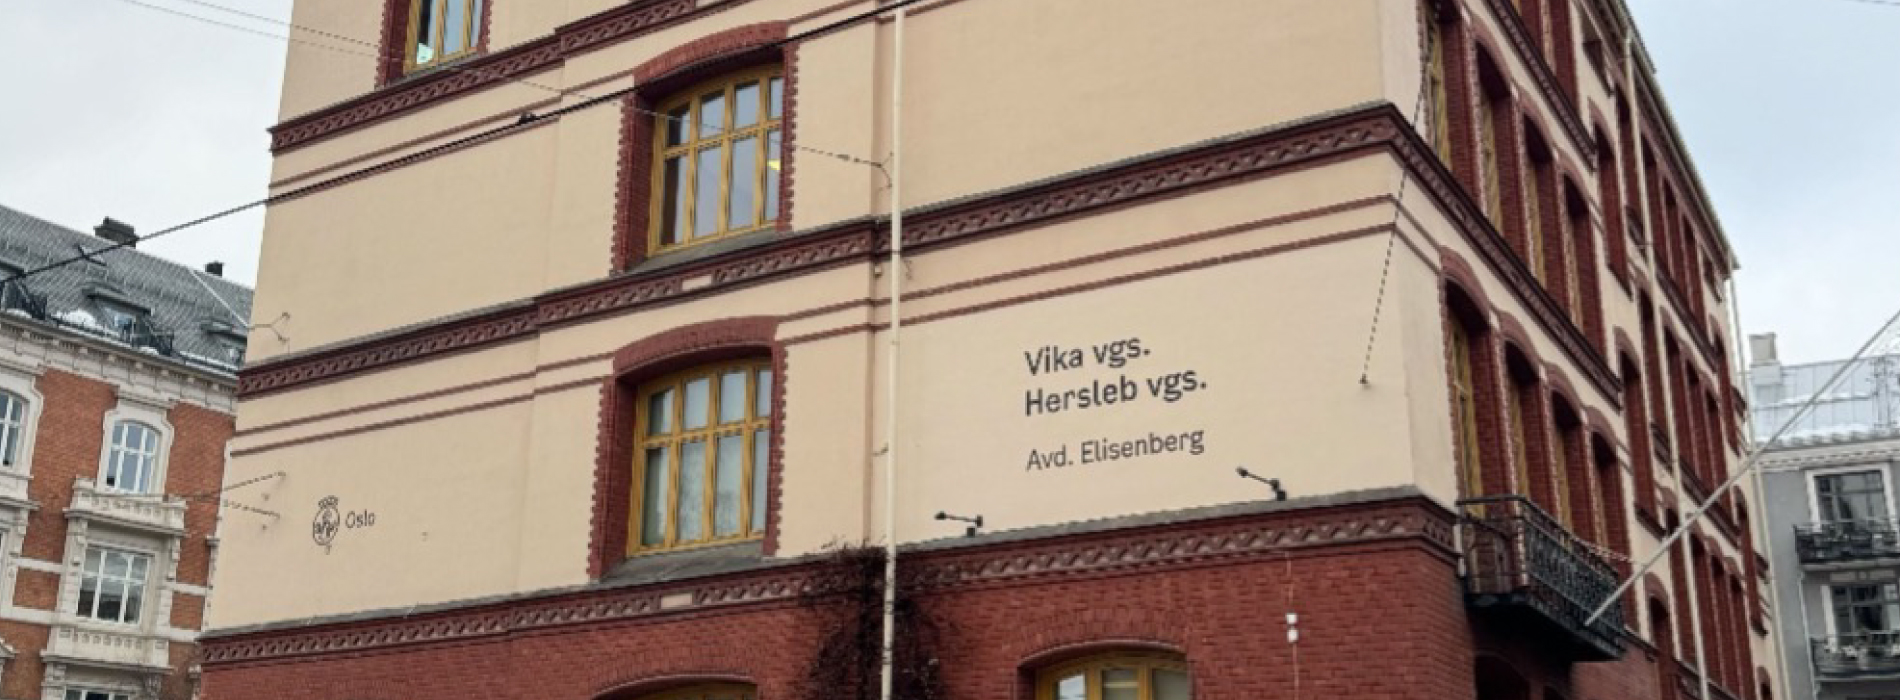 Vika vgs.
Hersleb vgs.
Avd. Elisenberg
Oslo